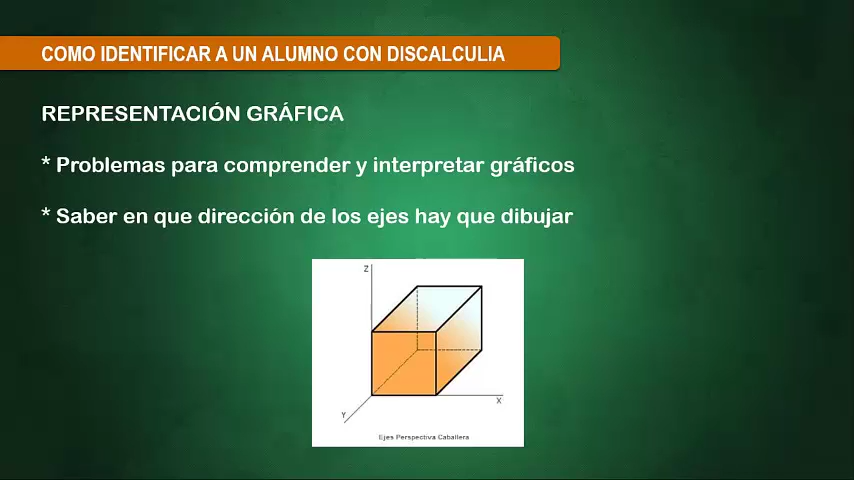 COMO IDENTIFICAR A UN ALUMNO CON DISCALCULIA
REPRESENTACIÓN GRÁFICA
* Problemas para comprender y interpretar gráficos
* Saber en que dirección de los ejes hay que dibujar
Z
X
Y
Ejes Perspectiva Caballera